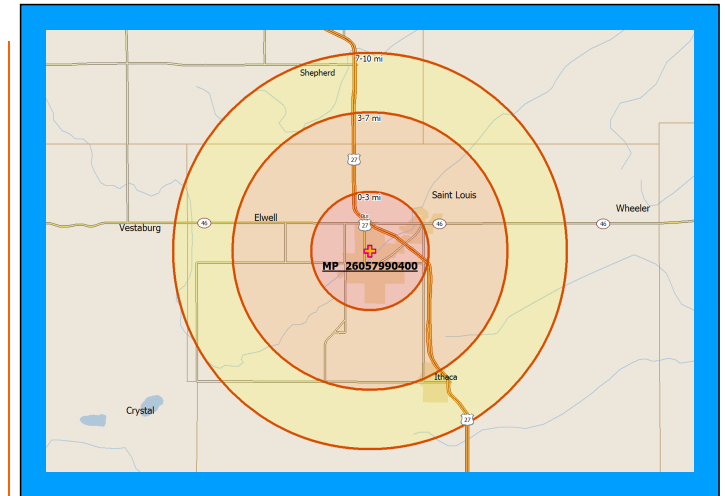 7-10 mi
Shepherd
3-7 mi
27
0-3 mi
Saint Louis
Wheeler
Elwell
46
27
46
46
Vestaburg
MP 26057990400
Ithaca
Crystal
27